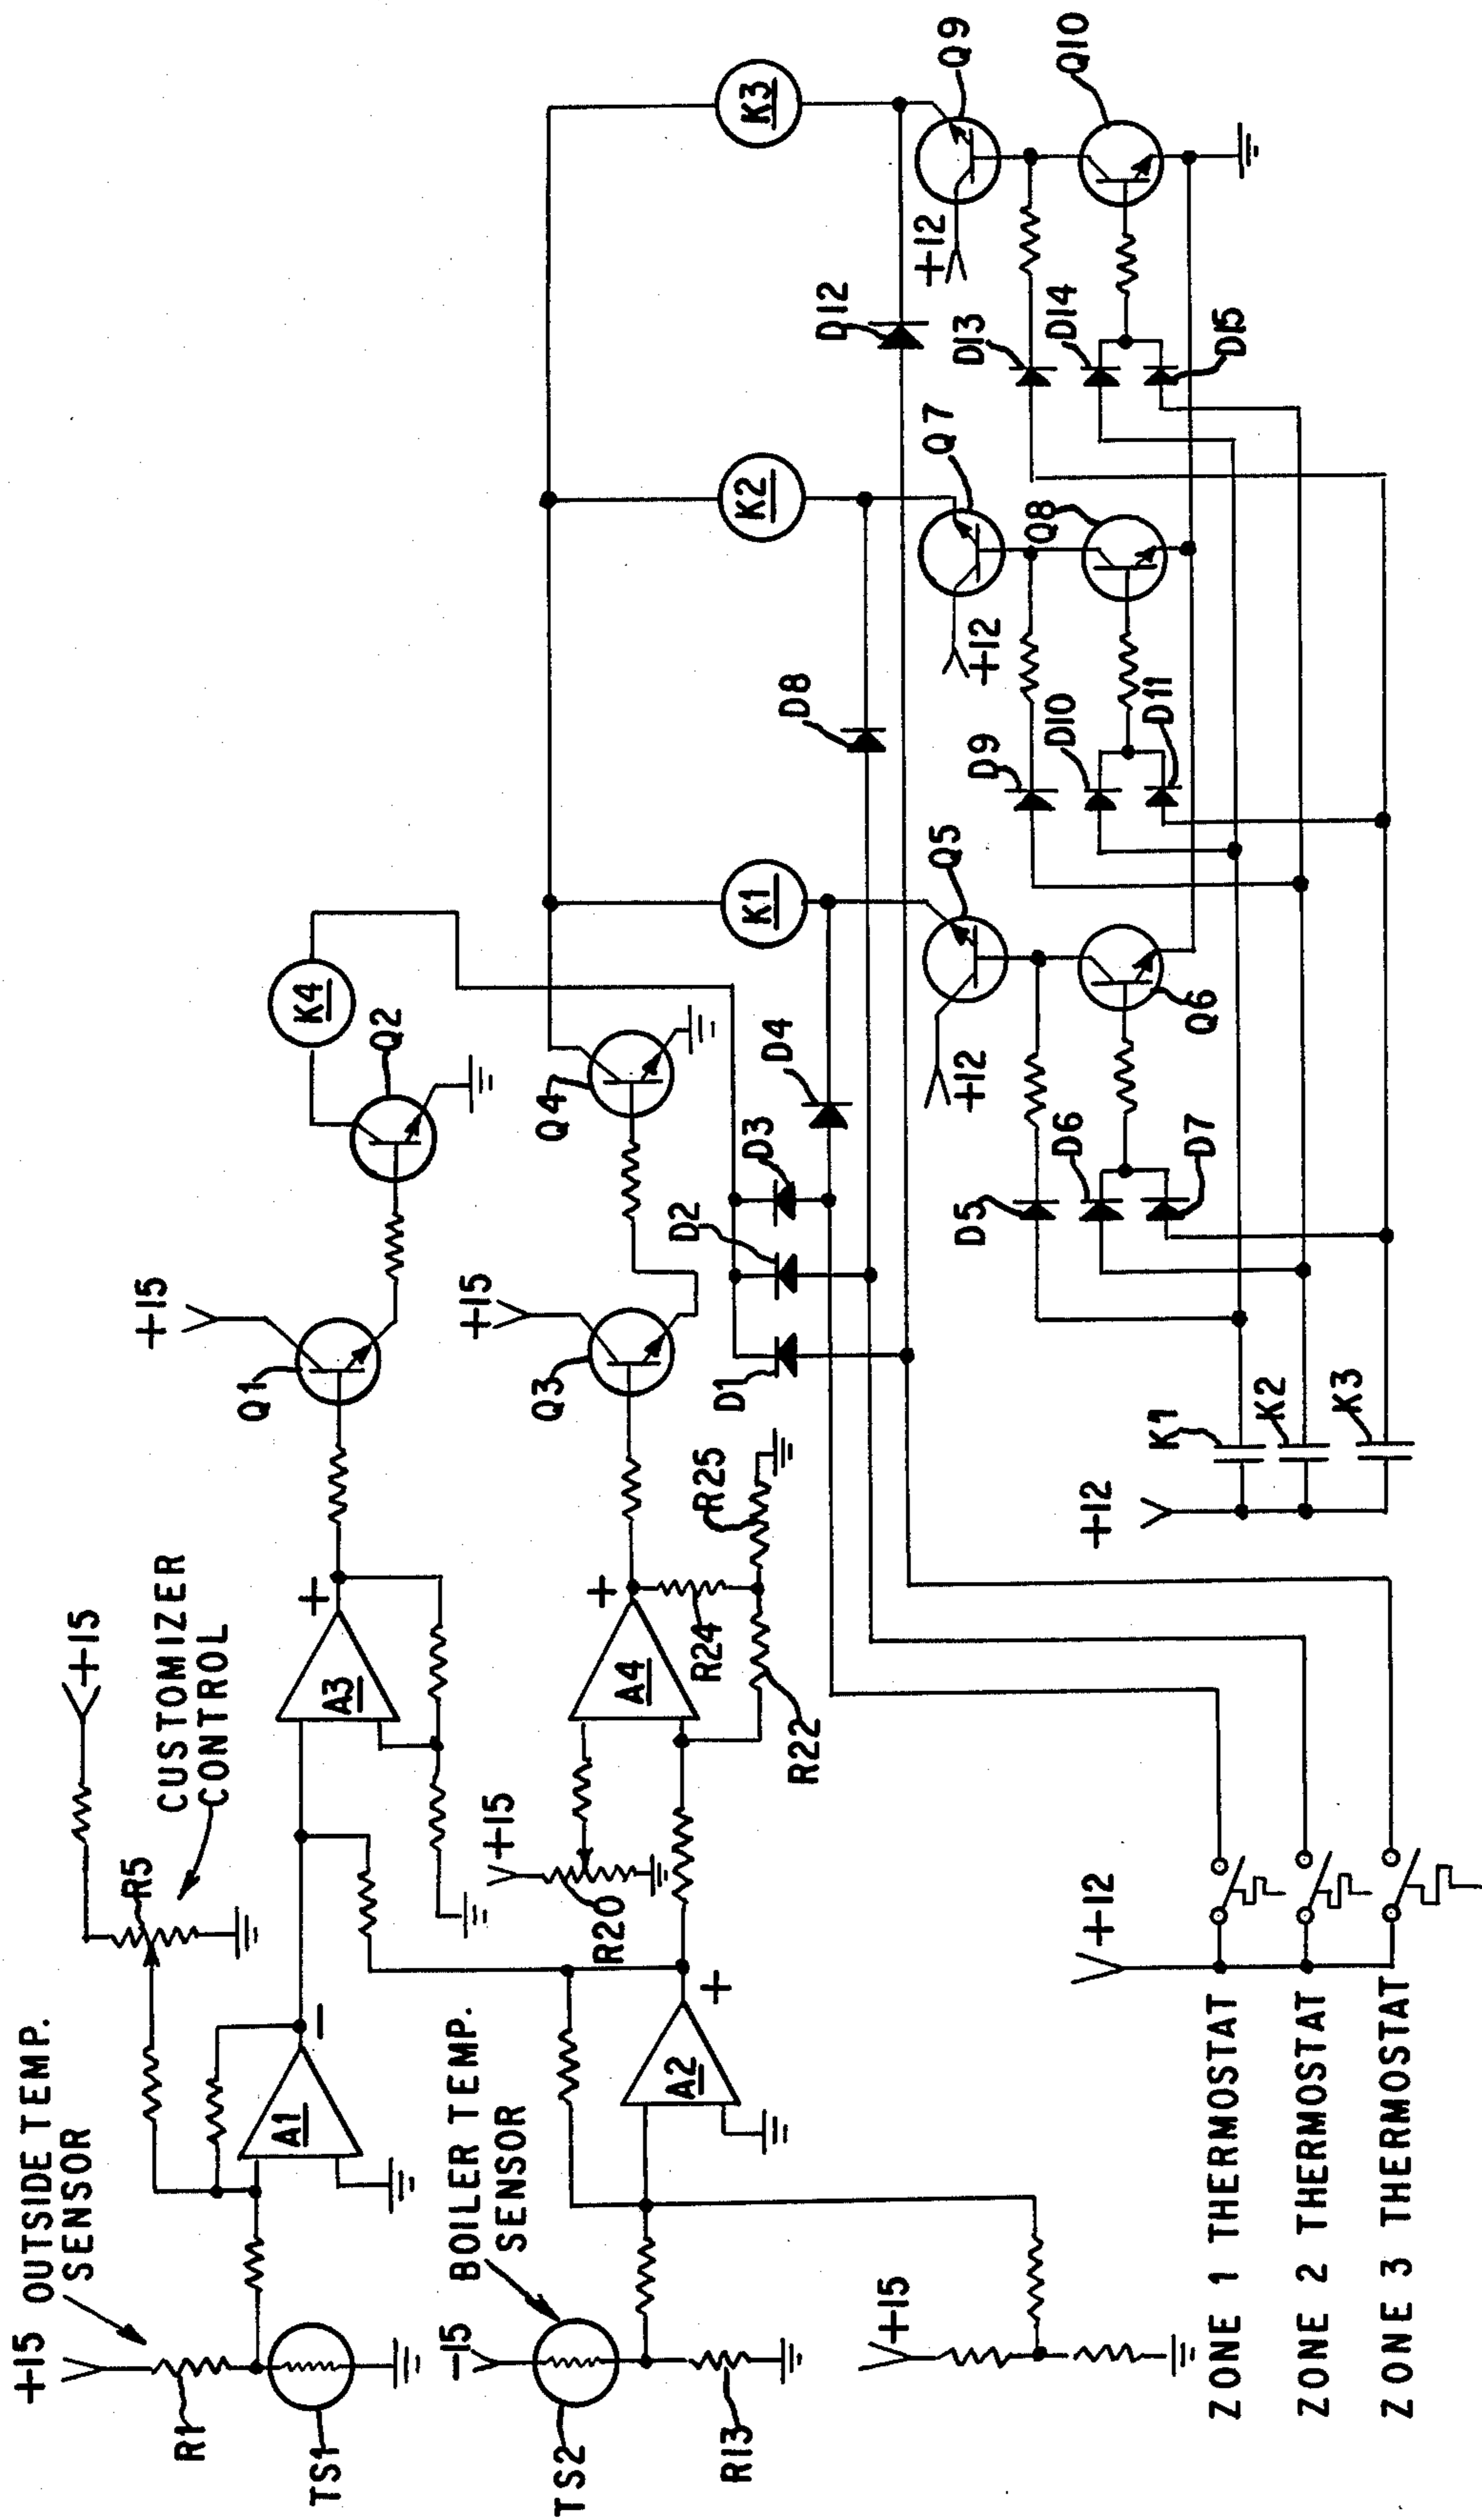 +15
OUTSIDE TEMP.
SENSOR
R1
TS1
+15
R5
CUSTOMIZER
CONTROL
A1
−
A3
+
Q1
+15
Q2
K4
−15
BOILER TEMP.
SENSOR
TS2
R13
A2
+
+15
R20
A4
+
R22
R24
R25
Q3
+15
Q4
D1
D2
D3
D4
D8
D12
K1
K2
K3
+15
+12
Q5
Q6
D5
D6
D7
+12
Q7
Q8
D9
D10
D11
+12
Q9
Q10
D13
D14
D15
+12
K1
K2
K3
+12
ZONE 1 THERMOSTAT
ZONE 2 THERMOSTAT
ZONE 3 THERMOSTAT